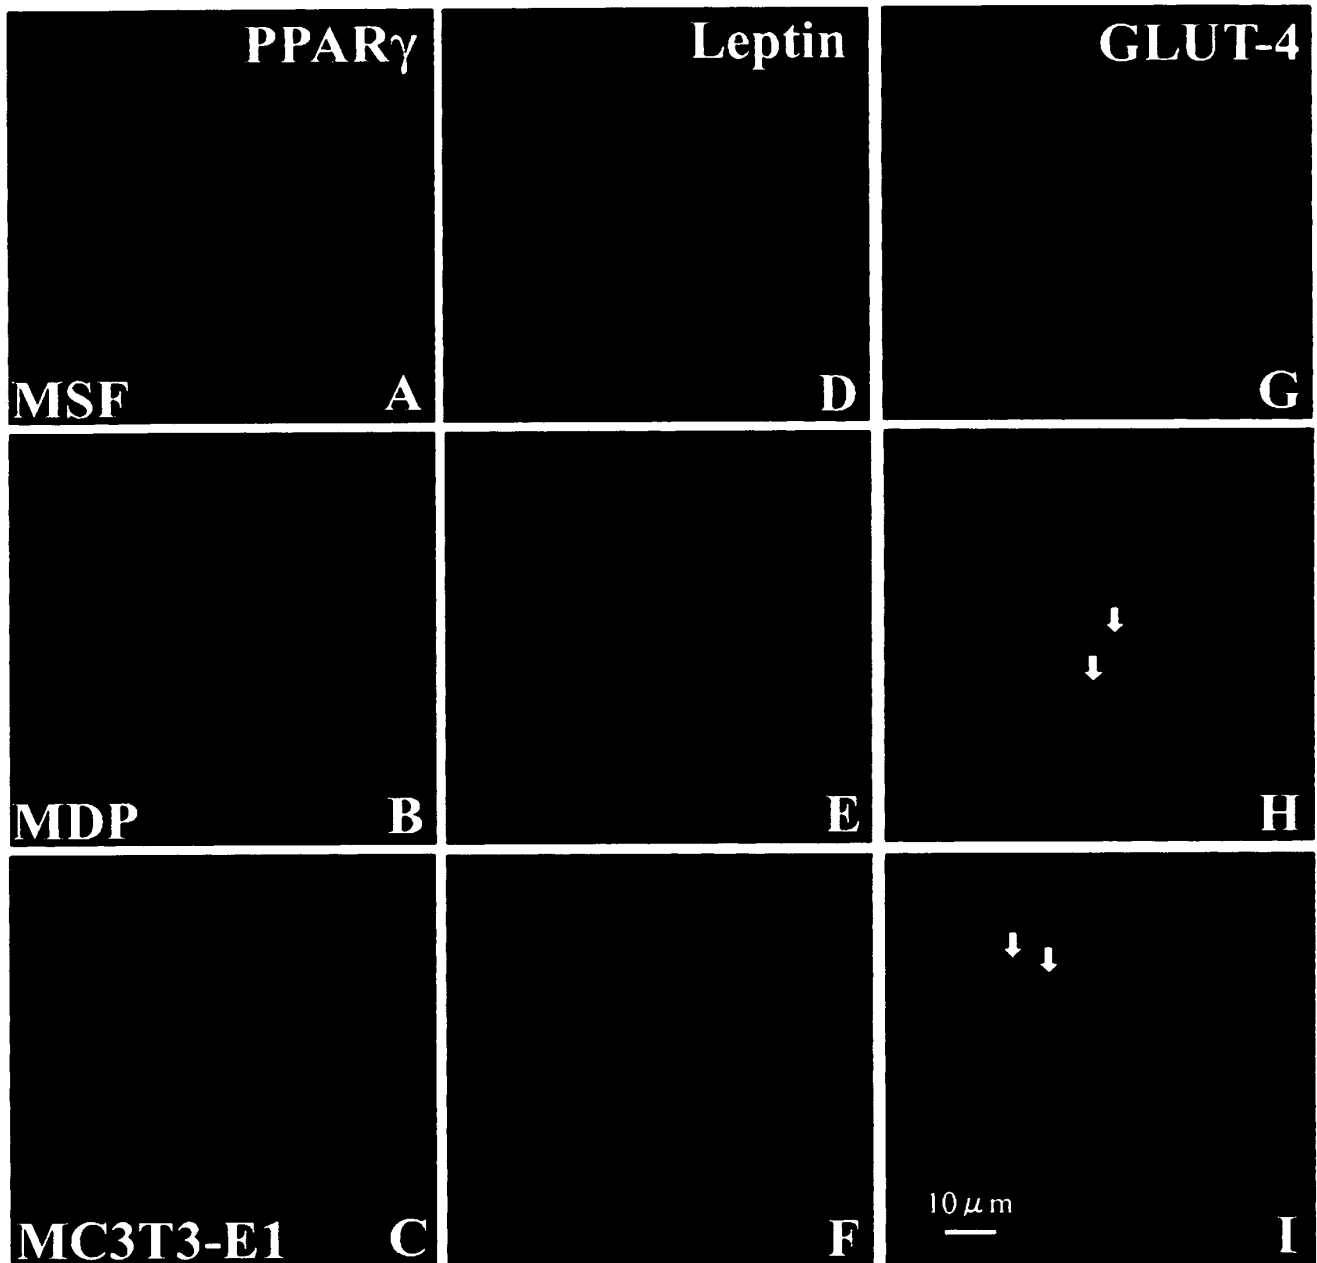 PPARγ
Leptin
GLUT-4
MSF A
D
G
MDP B
E
H
MC3T3-E1 C
F
10 μm
I